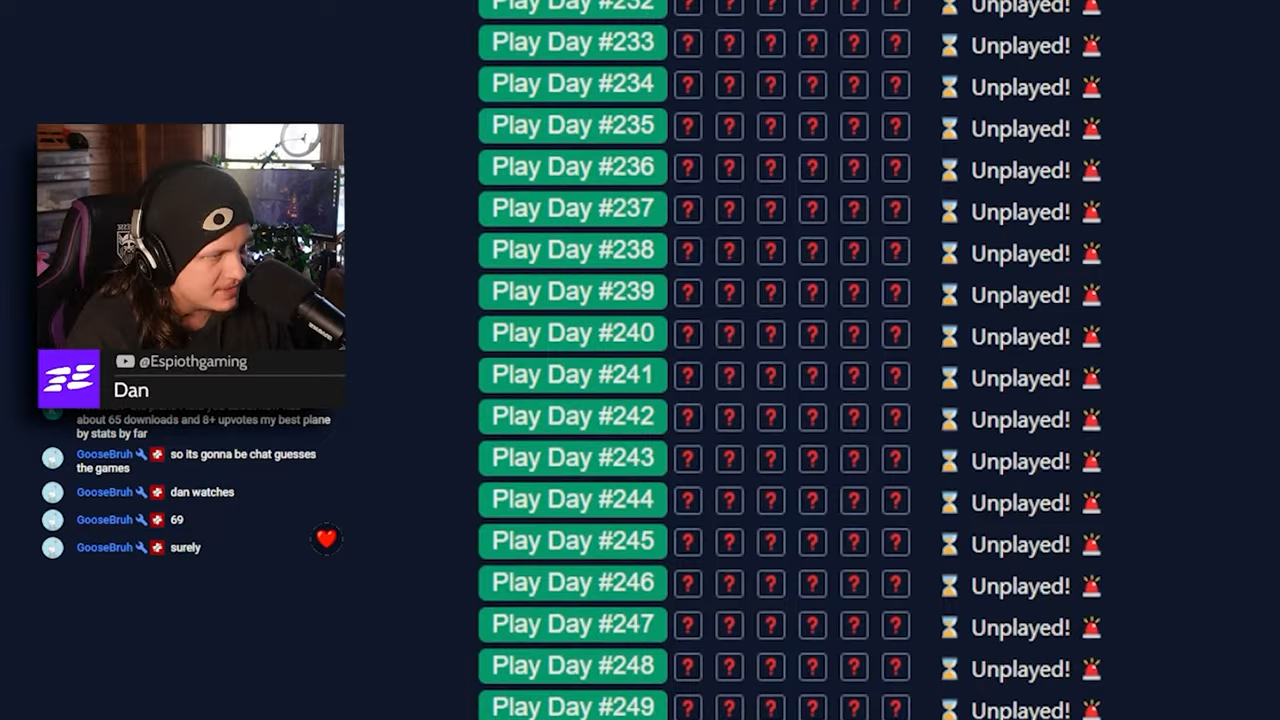 Play Day #232 ? ? ? ? ? ? Unplayed!
Play Day #233 ? ? ? ? ? ? Unplayed!
Play Day #234 ? ? ? ? ? ? Unplayed!
Play Day #235 ? ? ? ? ? ? Unplayed!
Play Day #236 ? ? ? ? ? ? Unplayed!
Play Day #237 ? ? ? ? ? ? Unplayed!
Play Day #238 ? ? ? ? ? ? Unplayed!
Play Day #239 ? ? ? ? ? ? Unplayed!
Play Day #240 ? ? ? ? ? ? Unplayed!
Play Day #241 ? ? ? ? ? ? Unplayed!
Play Day #242 ? ? ? ? ? ? Unplayed!
Play Day #243 ? ? ? ? ? ? Unplayed!
Play Day #244 ? ? ? ? ? ? Unplayed!
Play Day #245 ? ? ? ? ? ? Unplayed!
Play Day #246 ? ? ? ? ? ? Unplayed!
Play Day #247 ? ? ? ? ? ? Unplayed!
Play Day #248 ? ? ? ? ? ? Unplayed!
Play Day #249 ? ? ? ? ? ? Unplayed!
@Espiothgaming
Dan
about 65 downloads and 8+ upvotes my best plane
by stats by far
GooseBruh so its gonna be chat guesses
the games
GooseBruh dan watches
GooseBruh 69
GooseBruh surely